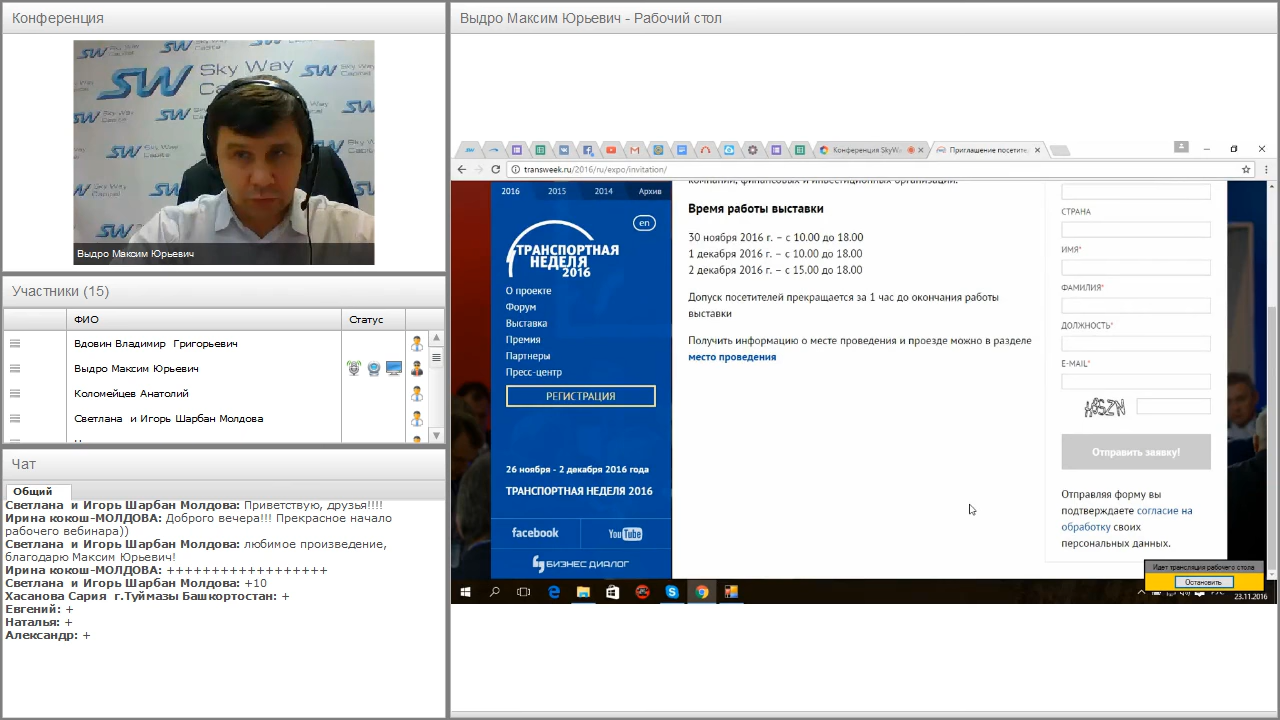 Конференция
SW
Sky Way
Capital
Выдро Максим Юрьевич
Участники (15)
ФИО
Статус
Вдовин Владимир Григорьевич
Выдро Максим Юрьевич
Коломейцев Анатолий
Светлана и Игорь Шарбан Молдова
Чат
Общий
Светлана и Игорь Шарбан Молдова: Приветствую, друзья!!!!
Ирина кокош-МОЛДОВА: Доброго вечера!!! Прекрасное начало
рабочего вебинара))
Светлана и Игорь Шарбан Молдова: любимое произведение,
благодарю Максим Юрьевич!
Ирина кокош-МОЛДОВА: ++++++++++++++++++
Светлана и Игорь Шарбан Молдова: +10
Хасанова Сария г.Туймазы Башкортостан: +
Евгений: +
Наталья: +
Александр: +
Выдро Максим Юрьевич - Рабочий стол
Конференция SkyWa
Приглашение посетите
transweek.ru/2016/ru/expo/invitation/
2016 2015 2014 Архив
en
ТРАНСПОРТНАЯ
НЕДЕЛЯ
2016
О проекте
Форум
Выставка
Премия
Партнеры
Пресс-центр
РЕГИСТРАЦИЯ
26 ноября - 2 декабря 2016 года
ТРАНСПОРТНАЯ НЕДЕЛЯ 2016
facebook
YouTube
БИЗНЕС ДИАЛОГ
компаний, финансовых и инвестиционных организаций.
Время работы выставки
30 ноября 2016 г. – с 10.00 до 18.00
1 декабря 2016 г. – с 10.00 до 18.00
2 декабря 2016 г. – с 15.00 до 18.00
Допуск посетителей прекращается за 1 час до окончания работы
выставки
Получить информацию о месте проведения и проезде можно в разделе
место проведения
СТРАНА
ИМЯ*
ФАМИЛИЯ*
ДОЛЖНОСТЬ*
E-MAIL*
Отправить заявку!
Отправляя форму вы
подтверждаете согласие на
обработку своих
персональных данных.
Идет трансляция рабочего стола
Остановить
23.11.2016